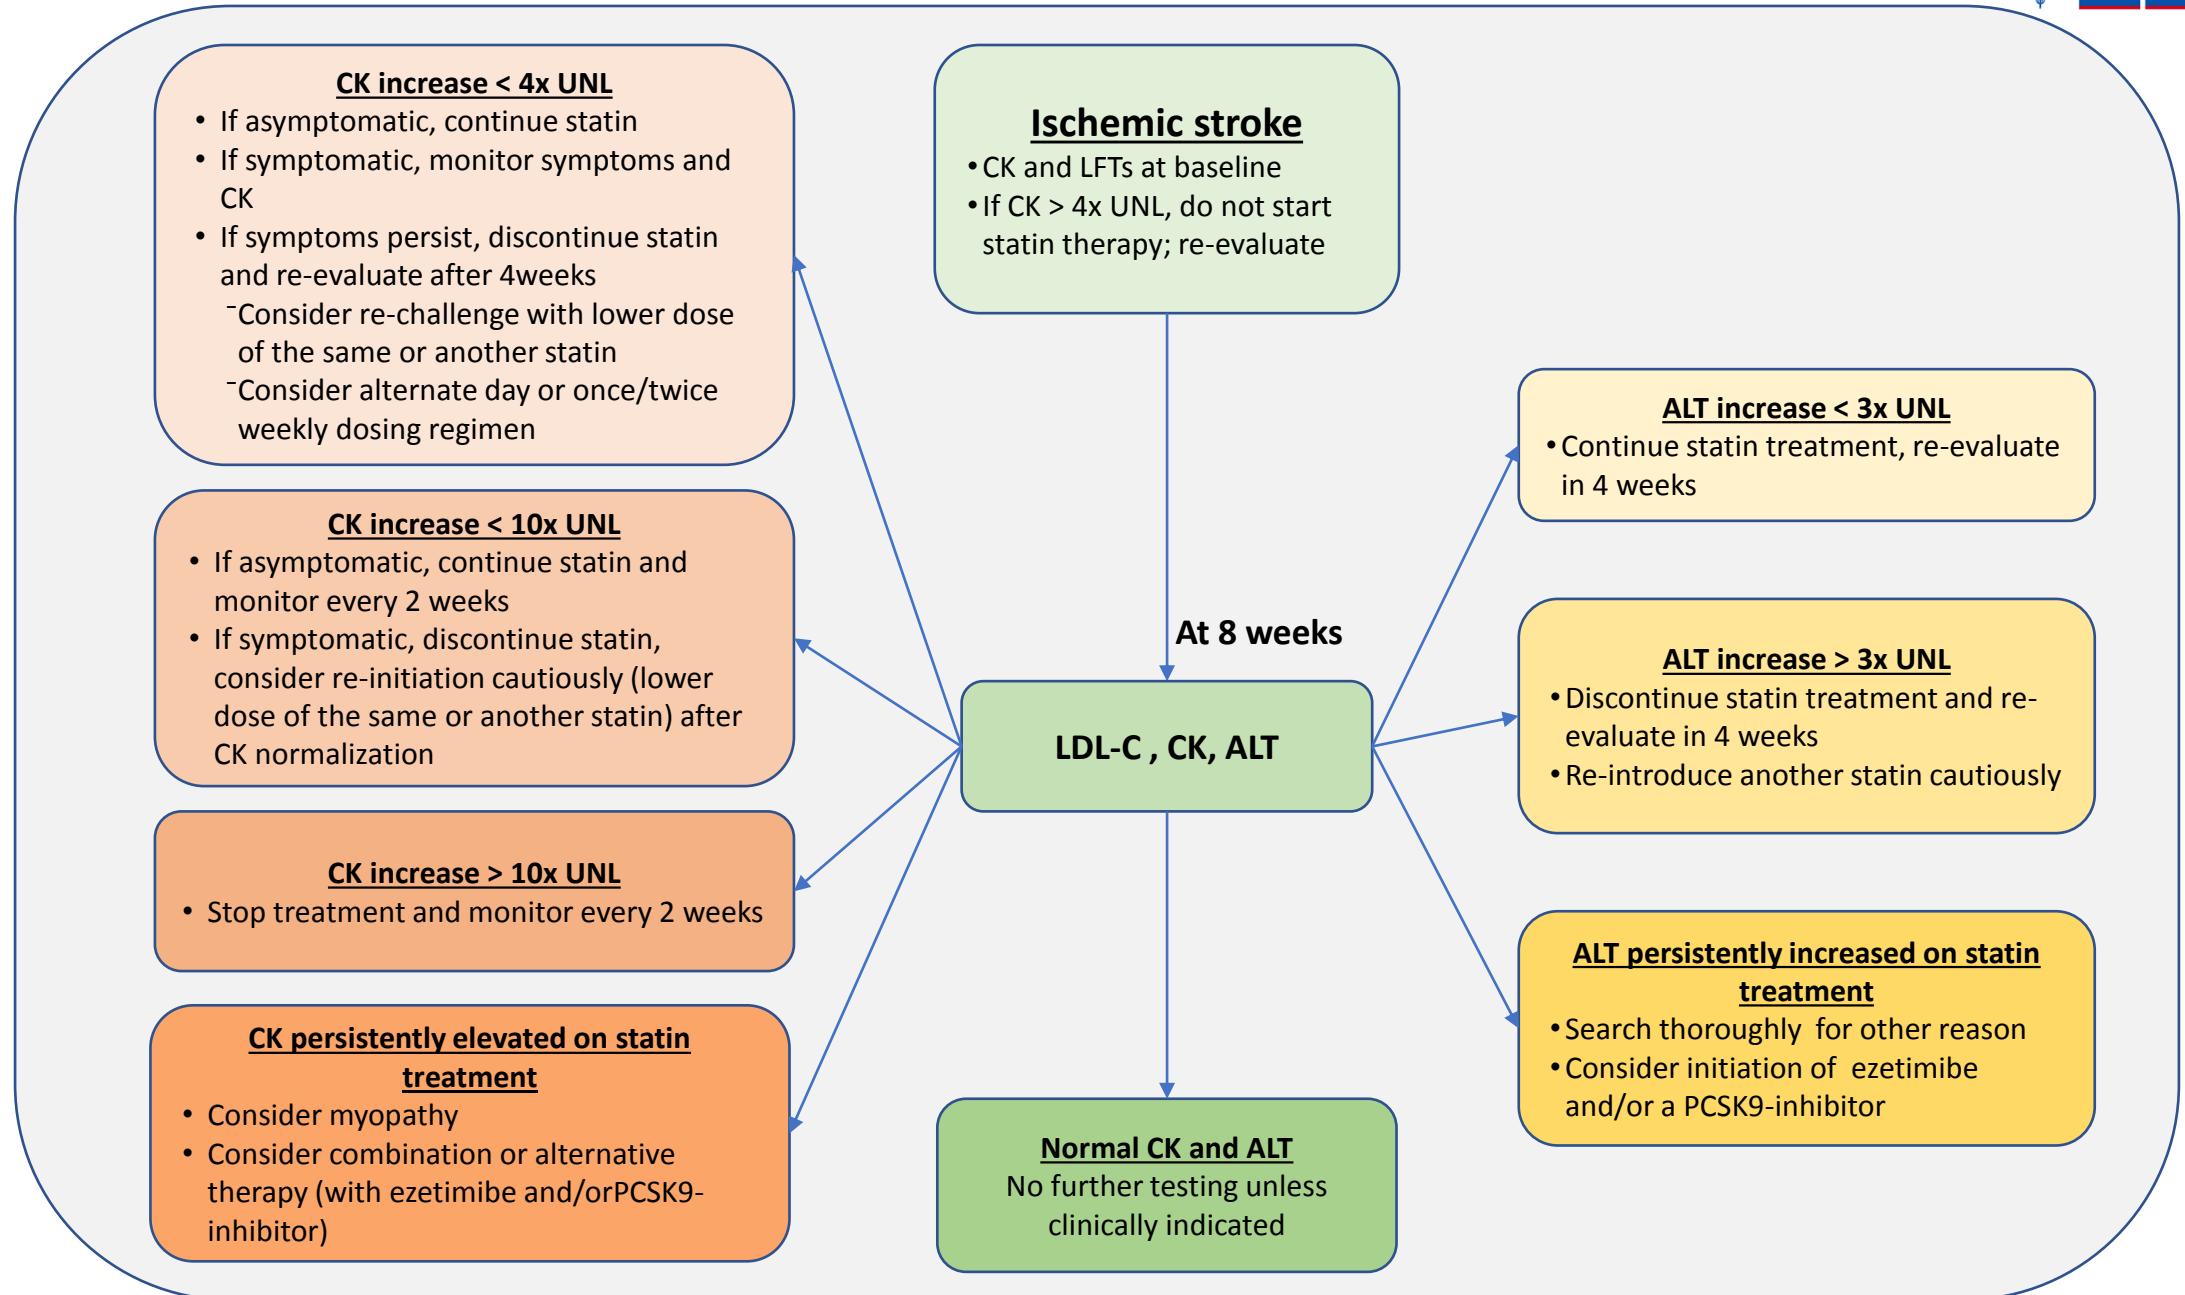 CK increase < 4x UNL
• If asymptomatic, continue statin
• If symptomatic, monitor symptoms and
CK
• If symptoms persist, discontinue statin
and re-evaluate after 4weeks
⁻Consider re-challenge with lower dose
of the same or another statin
⁻Consider alternate day or once/twice
weekly dosing regimen
CK increase < 10x UNL
• If asymptomatic, continue statin and
monitor every 2 weeks
• If symptomatic, discontinue statin,
consider re-initiation cautiously (lower
dose of the same or another statin) after
CK normalization
CK increase > 10x UNL
• Stop treatment and monitor every 2 weeks
CK persistently elevated on statin
treatment
• Consider myopathy
• Consider combination or alternative
therapy (with ezetimibe and/orPCSK9-
inhibitor)
Ischemic stroke
• CK and LFTs at baseline
• If CK > 4x UNL, do not start
statin therapy; re-evaluate
At 8 weeks
LDL-C , CK, ALT
Normal CK and ALT
No further testing unless
clinically indicated
ALT increase < 3x UNL
• Continue statin treatment, re-evaluate
in 4 weeks
ALT increase > 3x UNL
• Discontinue statin treatment and re-
evaluate in 4 weeks
• Re-introduce another statin cautiously
ALT persistently increased on statin
treatment
• Search thoroughly for other reason
• Consider initiation of ezetimibe
and/or a PCSK9-inhibitor